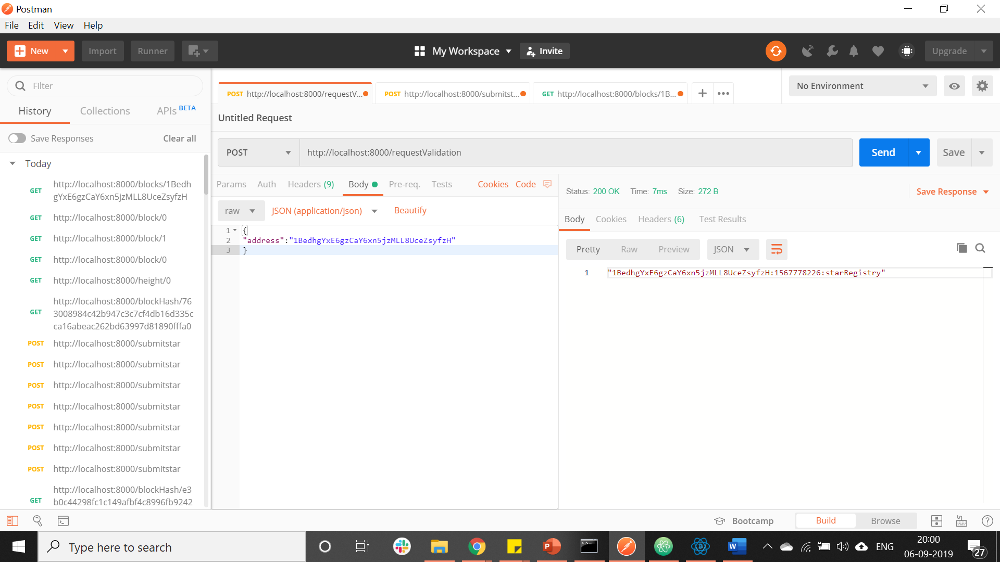 Postman
File Edit View Help
New Import Runner My Workspace Invite Upgrade
Filter
History Collections APIs BETA
Save Responses Clear all
Today
GET http://localhost:8000/blocks/1Bedh
gYxE6gzCaY6xn5jzMLL8UceZsyfzH
GET http://localhost:8000/block/0
GET http://localhost:8000/block/1
GET http://localhost:8000/block/0
GET http://localhost:8000/height/0
GET http://localhost:8000/blockHash/76
3008984c42b947c3c7cf4db16d335c
ca16abeac262bd63997d81890fffa0
POST http://localhost:8000/submitstar
POST http://localhost:8000/submitstar
POST http://localhost:8000/submitstar
POST http://localhost:8000/submitstar
POST http://localhost:8000/submitstar
POST http://localhost:8000/submitstar
POST http://localhost:8000/submitstar
GET http://localhost:8000/blockHash/e3
b0c44298fc1c149afbf4c8996fb9242
POST http://localhost:8000/requestV... POST http://localhost:8000/submitst... GET http://localhost:8000/blocks/1B... + •••
No Environment
Untitled Request
POST http://localhost:8000/requestValidation Send Save
Params Auth Headers (9) Body Pre-req. Tests Cookies Code
raw JSON (application/json) Beautify
1 {
2 "address":"1BedhgYxE6gzCaY6xn5jzMLL8UceZsyfzH"
3 }
Status: 200 OK Time: 7ms Size: 272 B Save Response
Body Cookies Headers (6) Test Results
Pretty Raw Preview JSON
1 "1BedhgYxE6gzCaY6xn5jzMLL8UceZsyfzH:1567778226:starRegistry"
Bootcamp Build Browse
Type here to search
ENG
20:00
06-09-2019
27